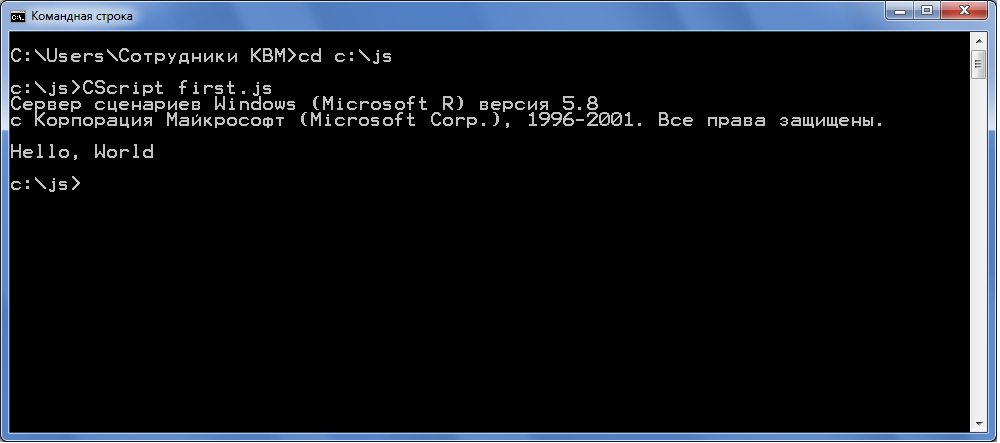 Командная строка
C:\Users\Сотрудники КВМ>cd c:\js
c:\js>CScript first.js
Сервер сценариев Windows (Microsoft R) версия 5.8
с Корпорация Майкрософт (Microsoft Corp.), 1996-2001. Все права защищены.
Hello, World
c:\js>